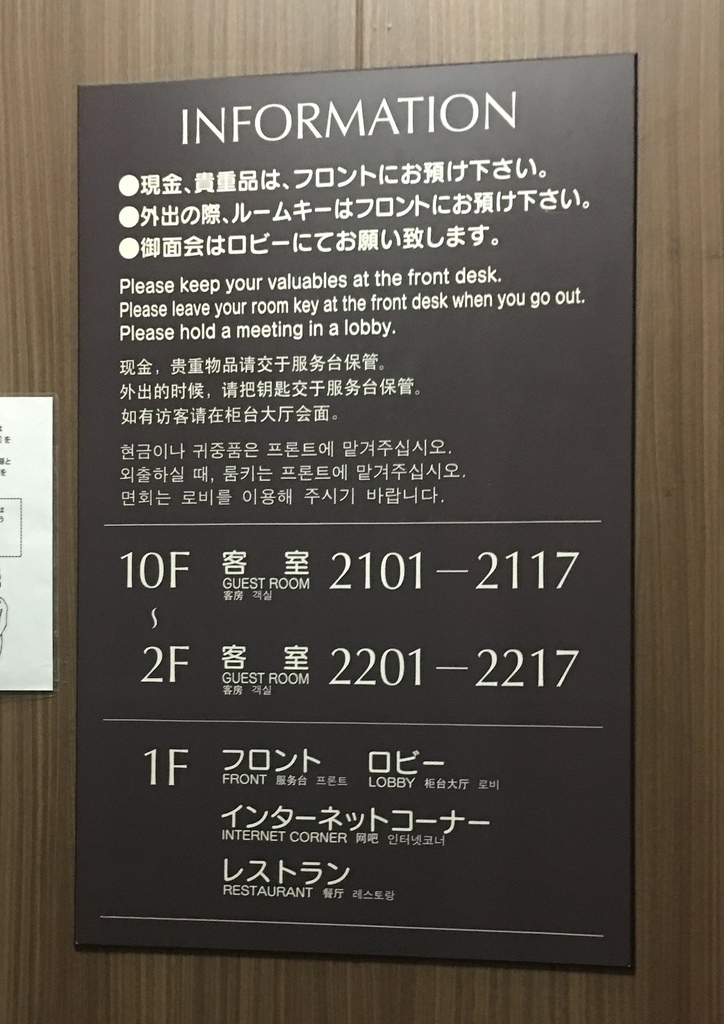 INFORMATION
●現金、貴重品は、フロントにお預け下さい。
●外出の際、ルームキーはフロントにお預け下さい。
●御面会はロビーにてお願い致します。
Please keep your valuables at the front desk.
Please leave your room key at the front desk when you go out.
Please hold a meeting in a lobby.
现金，贵重物品请交于服务台保管。
外出的时候，请把钥匙交于服务台保管。
如有访客请在柜台大厅会面。
현금이나 귀중품은 프론트에 맡겨주십시오.
외출하실 때, 룸키는 프론트에 맡겨주십시오.
면회는 로비를 이용해 주시기 바랍니다.
10F 客室 2101－2117
GUEST ROOM
客房 객실
～
2F 客室 2201－2217
GUEST ROOM
客房 객실
1F フロント ロビー
FRONT 服务台 프론트 LOBBY 柜台大厅 로비
インターネットコーナー
INTERNET CORNER 网吧 인터넷코너
レストラン
RESTAURANT 餐厅 레스토랑